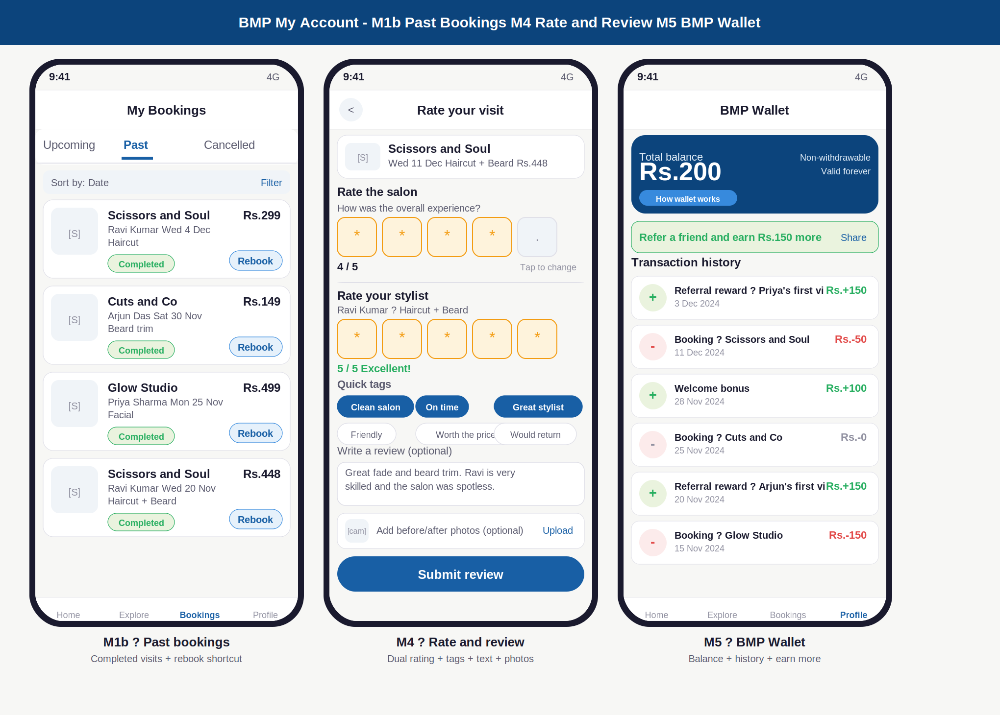 BMP My Account - M1b Past Bookings M4 Rate and Review M5 BMP Wallet
9:41
4G
My Bookings
Upcoming
Past
Cancelled
Sort by: Date
Filter
[S]
Scissors and Soul
Rs.299
Ravi Kumar Wed 4 Dec
Haircut
Completed
Rebook
[S]
Cuts and Co
Rs.149
Arjun Das Sat 30 Nov
Beard trim
Completed
Rebook
[S]
Glow Studio
Rs.499
Priya Sharma Mon 25 Nov
Facial
Completed
Rebook
[S]
Scissors and Soul
Rs.448
Ravi Kumar Wed 20 Nov
Haircut + Beard
Completed
Rebook
Home
Explore
Bookings
Profile
M1b ? Past bookings
Completed visits + rebook shortcut
9:41
4G
<
Rate your visit
[S]
Scissors and Soul
Wed 11 Dec Haircut + Beard Rs.448
Rate the salon
How was the overall experience?
* * * * .
4 / 5
Tap to change
Rate your stylist
Ravi Kumar ? Haircut + Beard
* * * * *
5 / 5 Excellent!
Quick tags
Clean salon
On time
Great stylist
Friendly
Worth the price
Would return
Write a review (optional)
Great fade and beard trim. Ravi is very
skilled and the salon was spotless.
[cam]
Add before/after photos (optional)
Upload
Submit review
M4 ? Rate and review
Dual rating + tags + text + photos
9:41
4G
BMP Wallet
Total balance
Rs.200
Non-withdrawable
Valid forever
How wallet works
Refer a friend and earn Rs.150 more
Share
Transaction history
+
Referral reward ? Priya's first vi
Rs.+150
3 Dec 2024
-
Booking ? Scissors and Soul
Rs.-50
11 Dec 2024
+
Welcome bonus
Rs.+100
28 Nov 2024
-
Booking ? Cuts and Co
Rs.-0
25 Nov 2024
+
Referral reward ? Arjun's first vi
Rs.+150
20 Nov 2024
-
Booking ? Glow Studio
Rs.-150
15 Nov 2024
Home
Explore
Bookings
Profile
M5 ? BMP Wallet
Balance + history + earn more